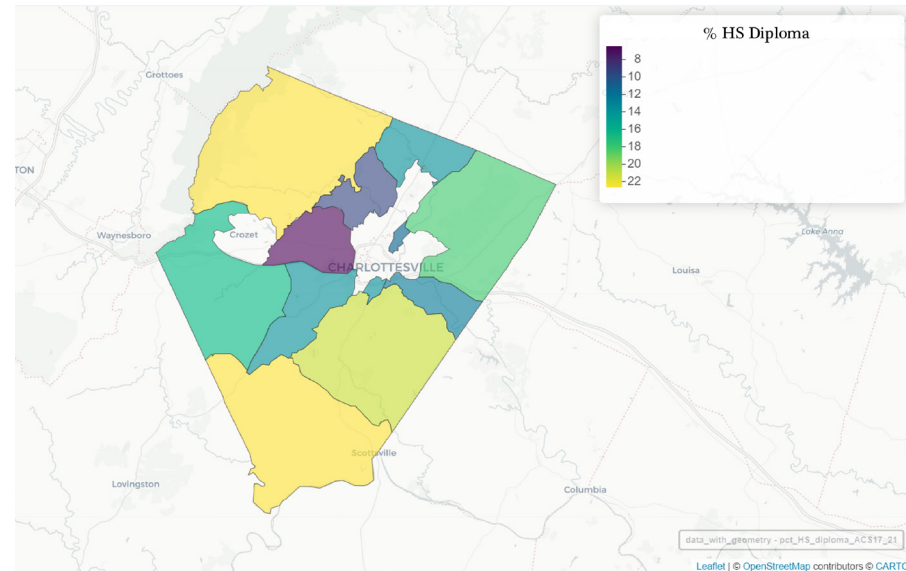 % HS Diploma
8
10
12
14
16
18
20
22
Grottoes
TON
Waynesboro
Crozet
CHARLOTTESVILLE
Louisa
Lake Anna
Scottsville
Lovington
Columbia
data_with_geometry - pct_HS_diploma_ACS17_21
Leaflet | © OpenStreetMap contributors © CARTO